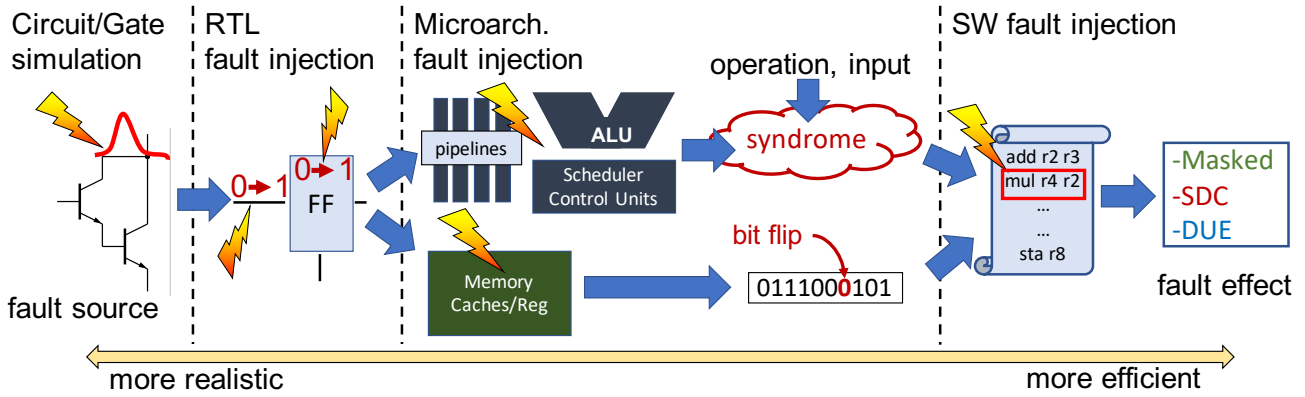 Circuit/Gate
simulation
RTL
fault injection
Microarch.
fault injection
SW fault injection
operation, input
0➔1
0➔1
FF
pipelines
ALU
Scheduler
Control Units
syndrome
add r2 r3
mul r4 r2
...
...
sta r8
-Masked
-SDC
-DUE
bit flip
Memory
Caches/Reg
0111000101
fault source
fault effect
more realistic
more efficient